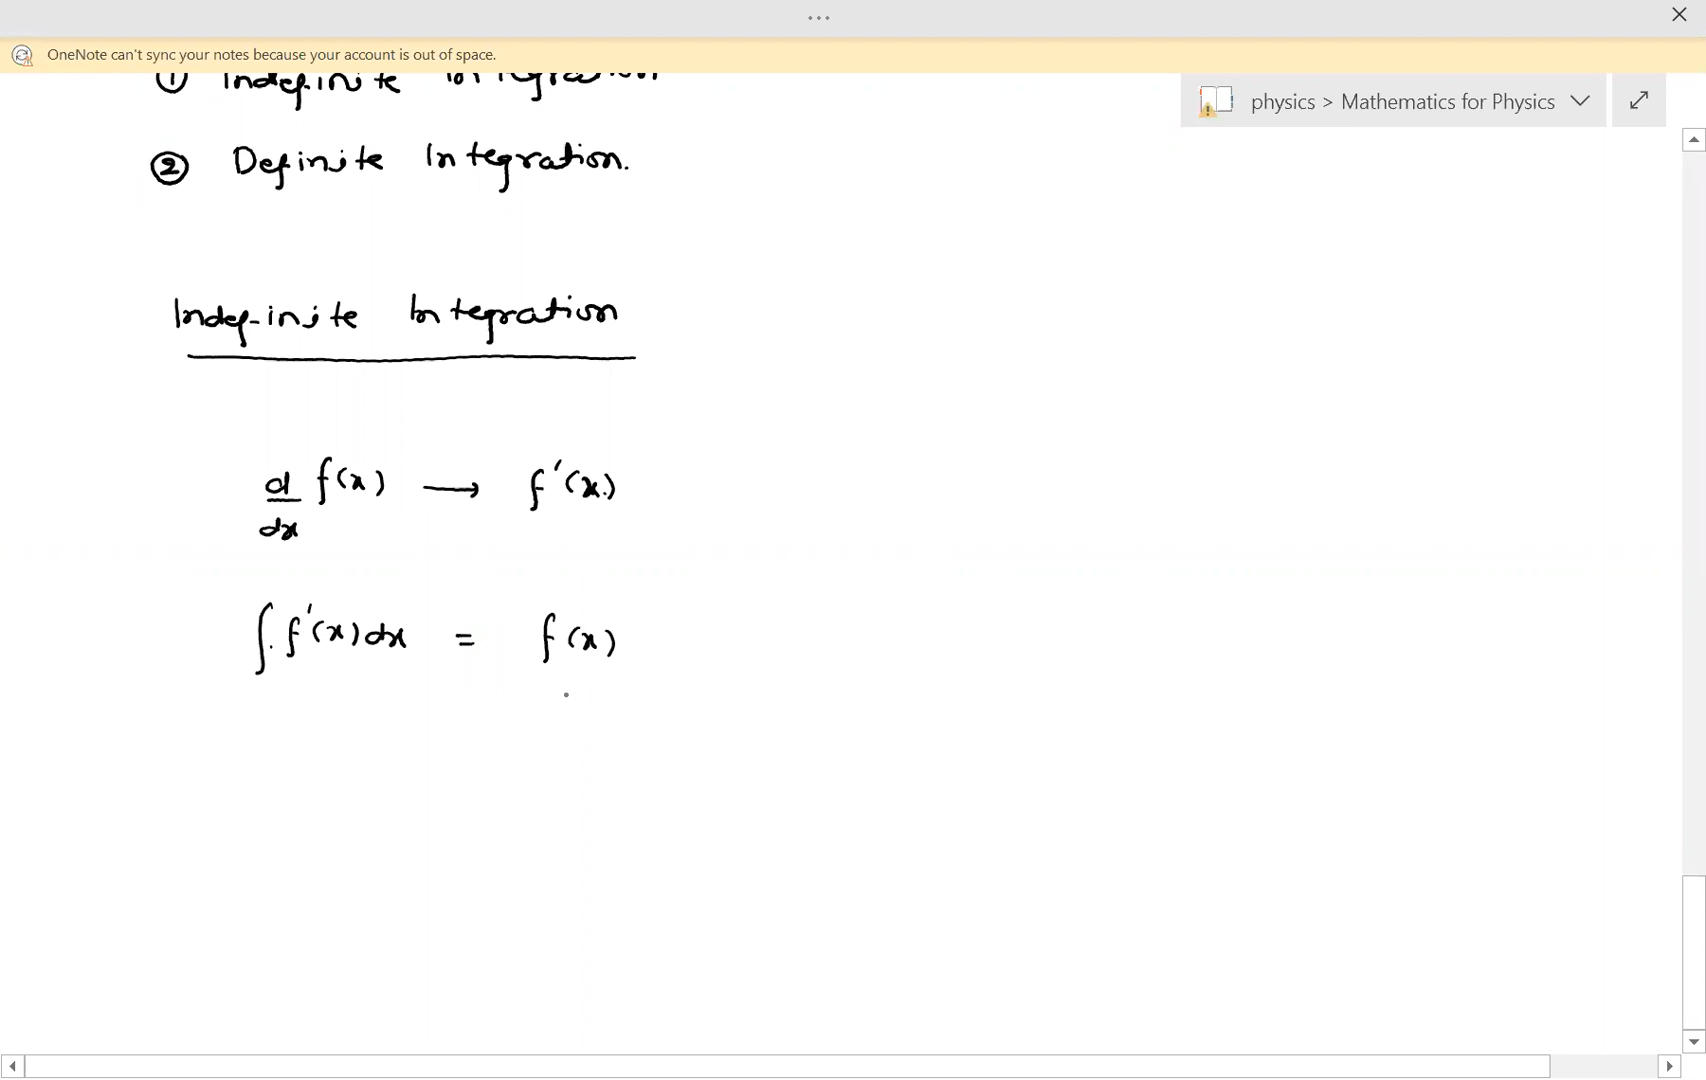 OneNote can't sync your notes because your account is out of space.
① Indefinite Integration
physics > Mathematics for Physics
② Definite Integration.
Indefinite Integration
d/dx f(x) → f'(x)
∫ f'(x) dx = f(x)